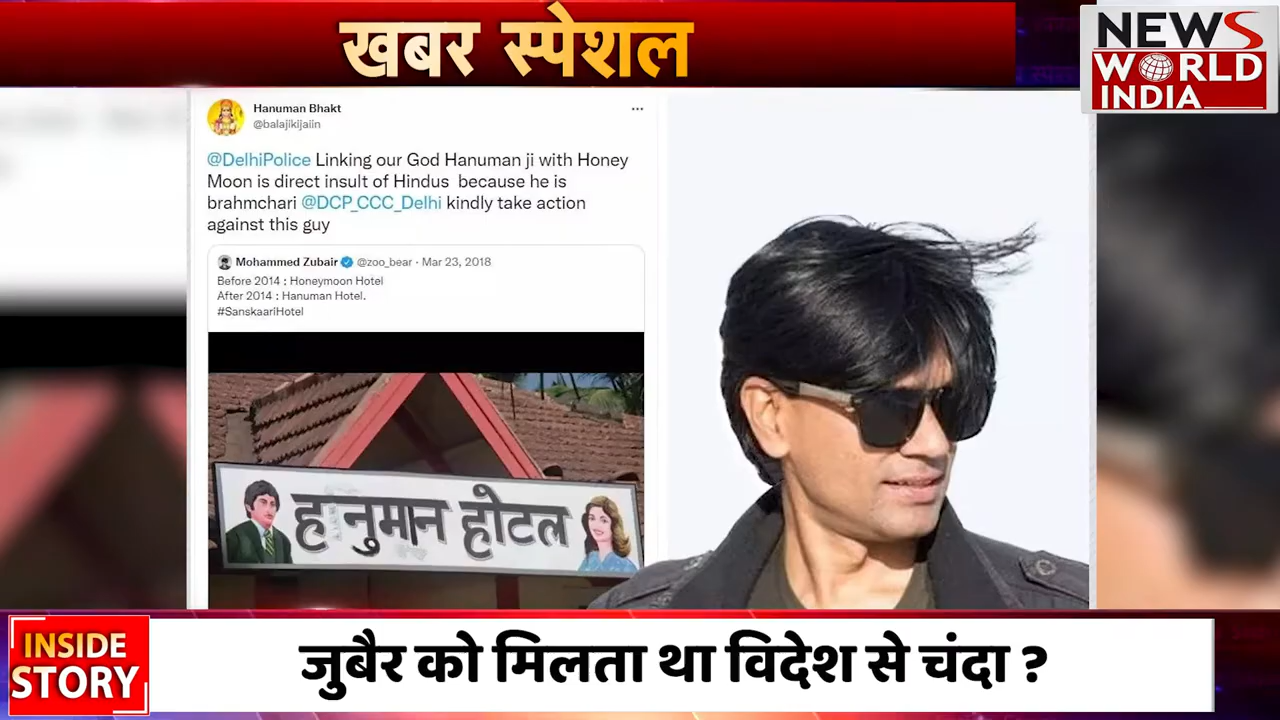 खबर स्पेशल
NEWS
WORLD
INDIA
Hanuman Bhakt
@balajikijaiin
@DelhiPolice Linking our God Hanuman ji with Honey
Moon is direct insult of Hindus because he is
brahmchari @DCP_CCC_Delhi kindly take action
against this guy
Mohammed Zubair @zoo_bear · Mar 23, 2018
Before 2014 : Honeymoon Hotel
After 2014 : Hanuman Hotel.
#SanskaariHotel
हनुमान होटल
INSIDE
STORY
जुबैर को मिलता था विदेश से चंदा ?